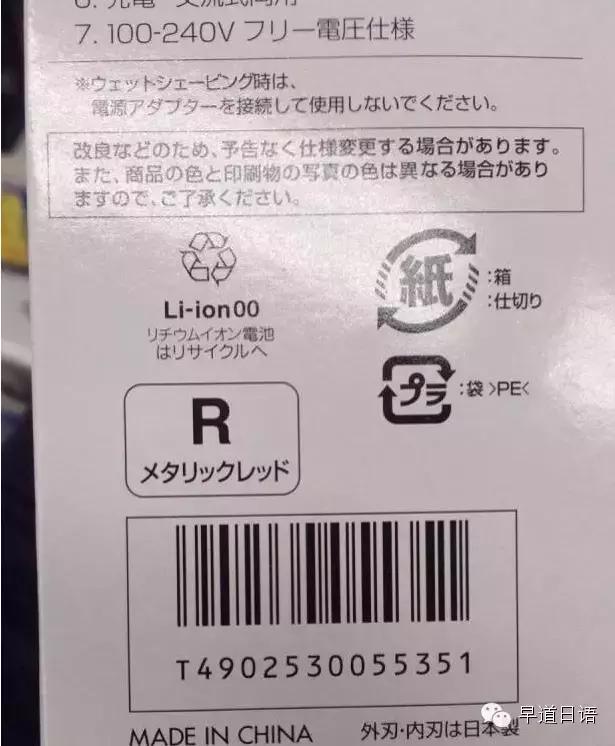 6. 充電・交流式両用
7. 100-240V フリー電圧仕様
※ウェットシェービング時は、
電源アダプターを接続して使用しないでください。
改良などのため、予告なく仕様変更する場合があります。
また、商品の色と印刷物の写真の色は異なる場合があり
ますので、ご了承ください。
Li-ion00
リチウムイオン電池
はリサイクルへ
紙 :箱
:仕切り
プラ :袋 >PE<
R
メタリックレッド
T4902530055351
MADE IN CHINA
外刃・内刃は日本製
早道日语